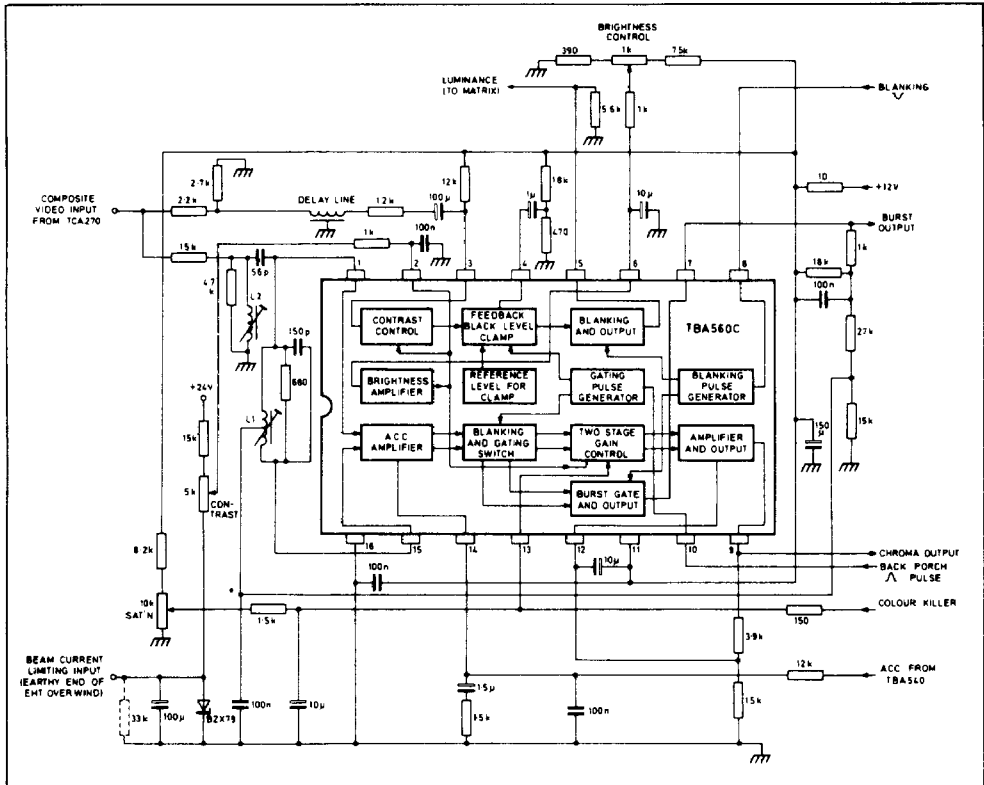 BRIGHTNESS
CONTROL
390
1k
75k
LUMINANCE
(TO MATRIX)
5.6k
1k
BLANKING
2·7k
12k
18k
10
+12V
COMPOSITE
VIDEO INPUT
FROM TCA270
2·2k
DELAY LINE
1·2k
100µ
1µ
10µ
BURST
OUTPUT
470
1k
100n
1k
15k
18k
56p
1
2
3
4
5
6
7
8
100n
4.7
k
L2
CONTRAST
CONTROL
FEEDBACK
BLACK LEVEL
CLAMP
BLANKING
AND OUTPUT
TBA560C
27k
150p
680
BRIGHTNESS
AMPLIFIER
REFERENCE
LEVEL FOR
CLAMP
GATING
PULSE
GENERATOR
BLANKING
PULSE
GENERATOR
+24V
L1
15k
ACC
AMPLIFIER
BLANKING
AND GATING
SWITCH
TWO STAGE
GAIN
CONTROL
AMPLIFIER
AND OUTPUT
150
µ
15k
5k
CON-
TRAST
BURST GATE
AND OUTPUT
16
15
14
13
12
11
10
9
8·2k
100n
10µ
CHROMA OUTPUT
BACK PORCH
PULSE
10k
SAT'N
1·5k
150
COLOUR KILLER
3·9k
BEAM CURRENT
LIMITING INPUT
(EARTHY END OF
EHT OVERWIND)
12k
ACC FROM
TBA540
33k
100µ
BZX79
100n
10µ
1·5µ
1·5k
100n
1.5k